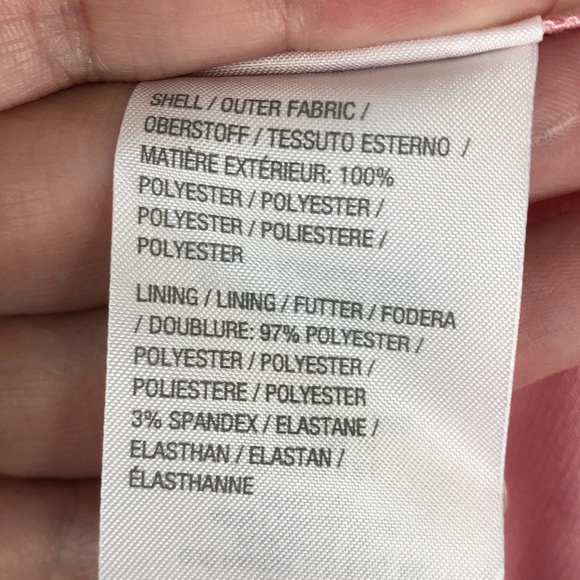 SHELL / OUTER FABRIC /
OBERSTOFF / TESSUTO ESTERNO /
MATIÈRE EXTÉRIEUR: 100%
POLYESTER / POLYESTER /
POLYESTER / POLIESTERE /
POLYESTER
LINING / LINING / FUTTER / FODERA
/ DOUBLURE: 97% POLYESTER /
POLYESTER / POLYESTER /
POLIESTERE / POLYESTER
3% SPANDEX / ELASTANE /
ELASTHAN / ELASTAN /
ÉLASTHANNE